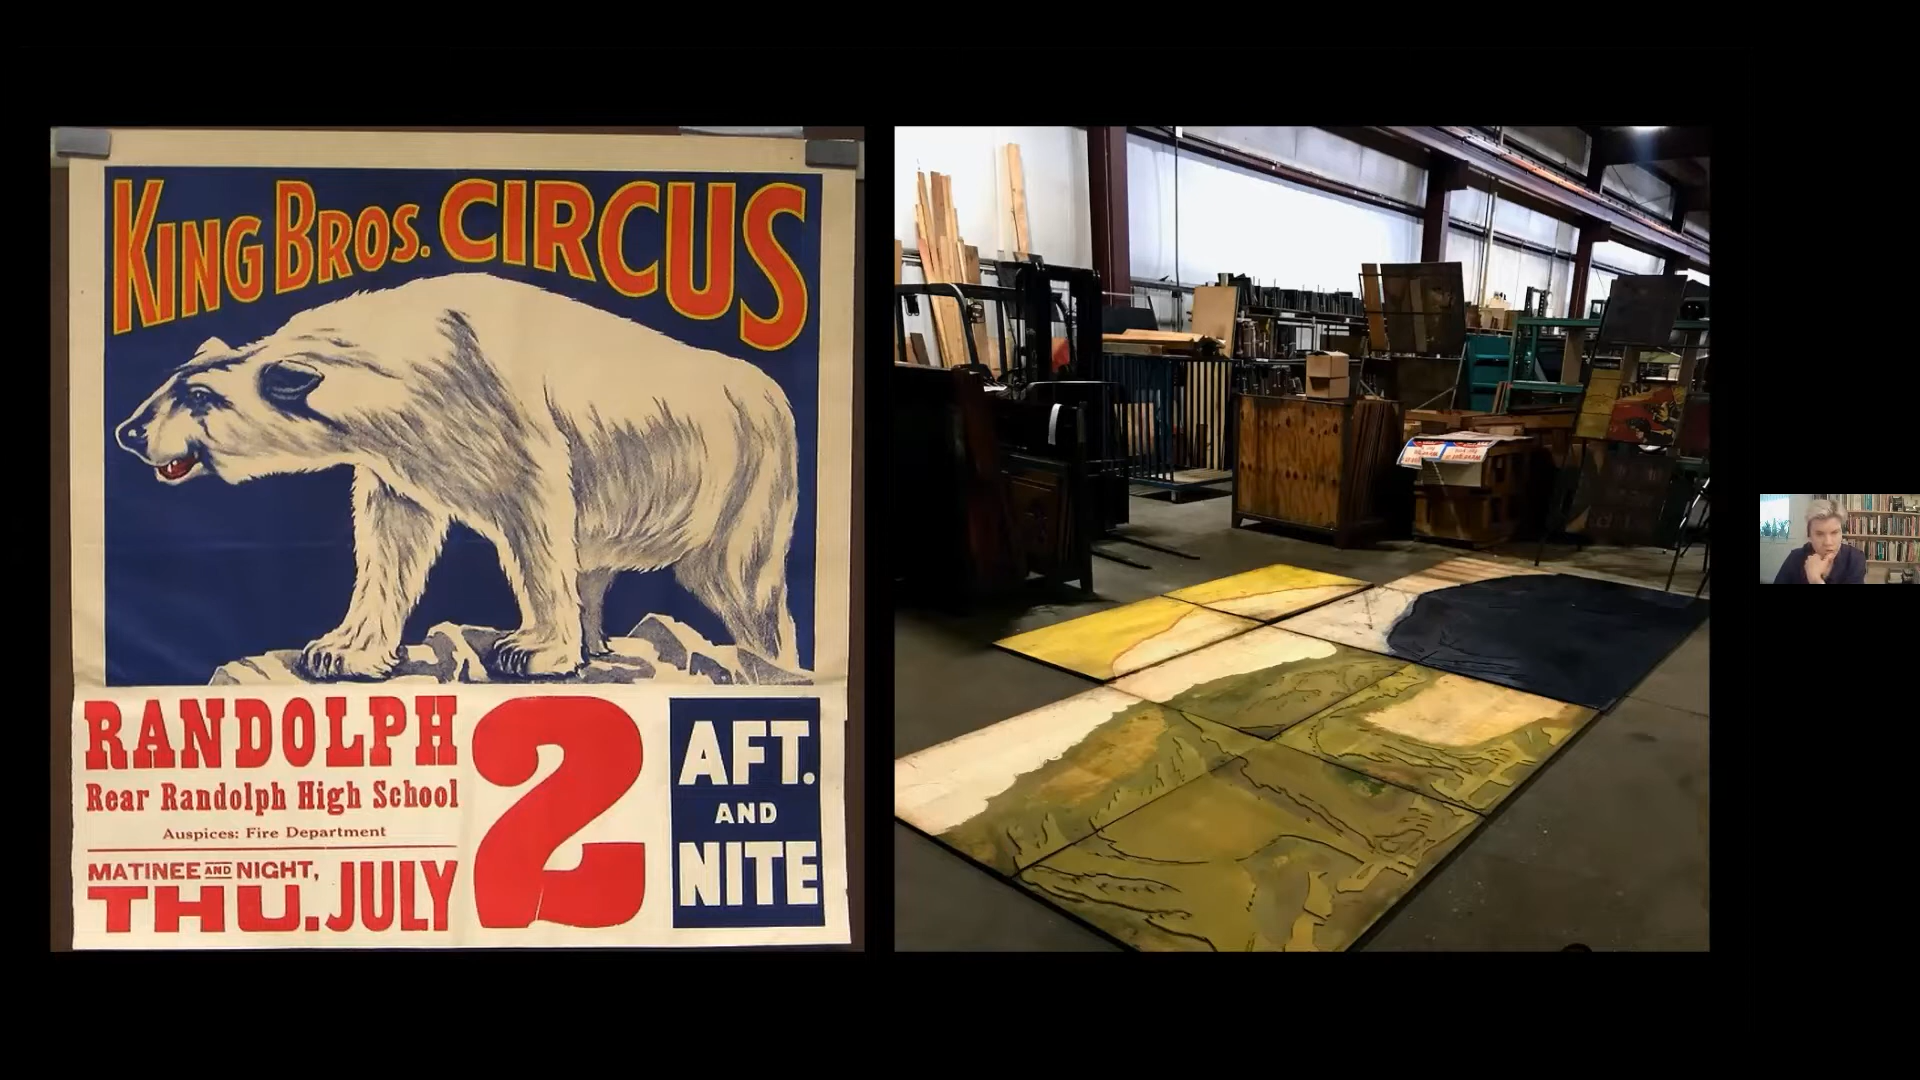 KING BROS. CIRCUS
RANDOLPH
Rear Randolph High School
Auspices: Fire Department
MATINEE AND NIGHT,
THU. JULY
2
AFT.
AND
NITE